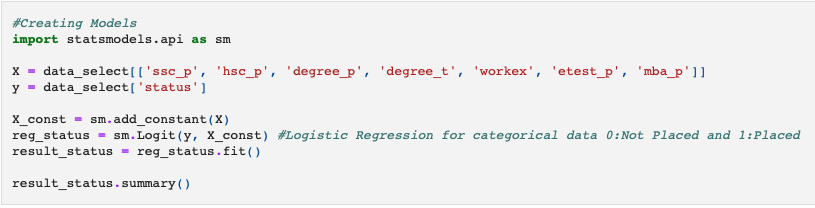 #Creating Models
import statsmodels.api as sm
X = data_select[['ssc_p', 'hsc_p', 'degree_p', 'degree_t', 'workex', 'etest_p', 'mba_p']]
y = data_select['status']
X_const = sm.add_constant(X)
reg_status = sm.Logit(y, X_const) #Logistic Regression for categorical data 0:Not Placed and 1:Placed
result_status = reg_status.fit()
result_status.summary()